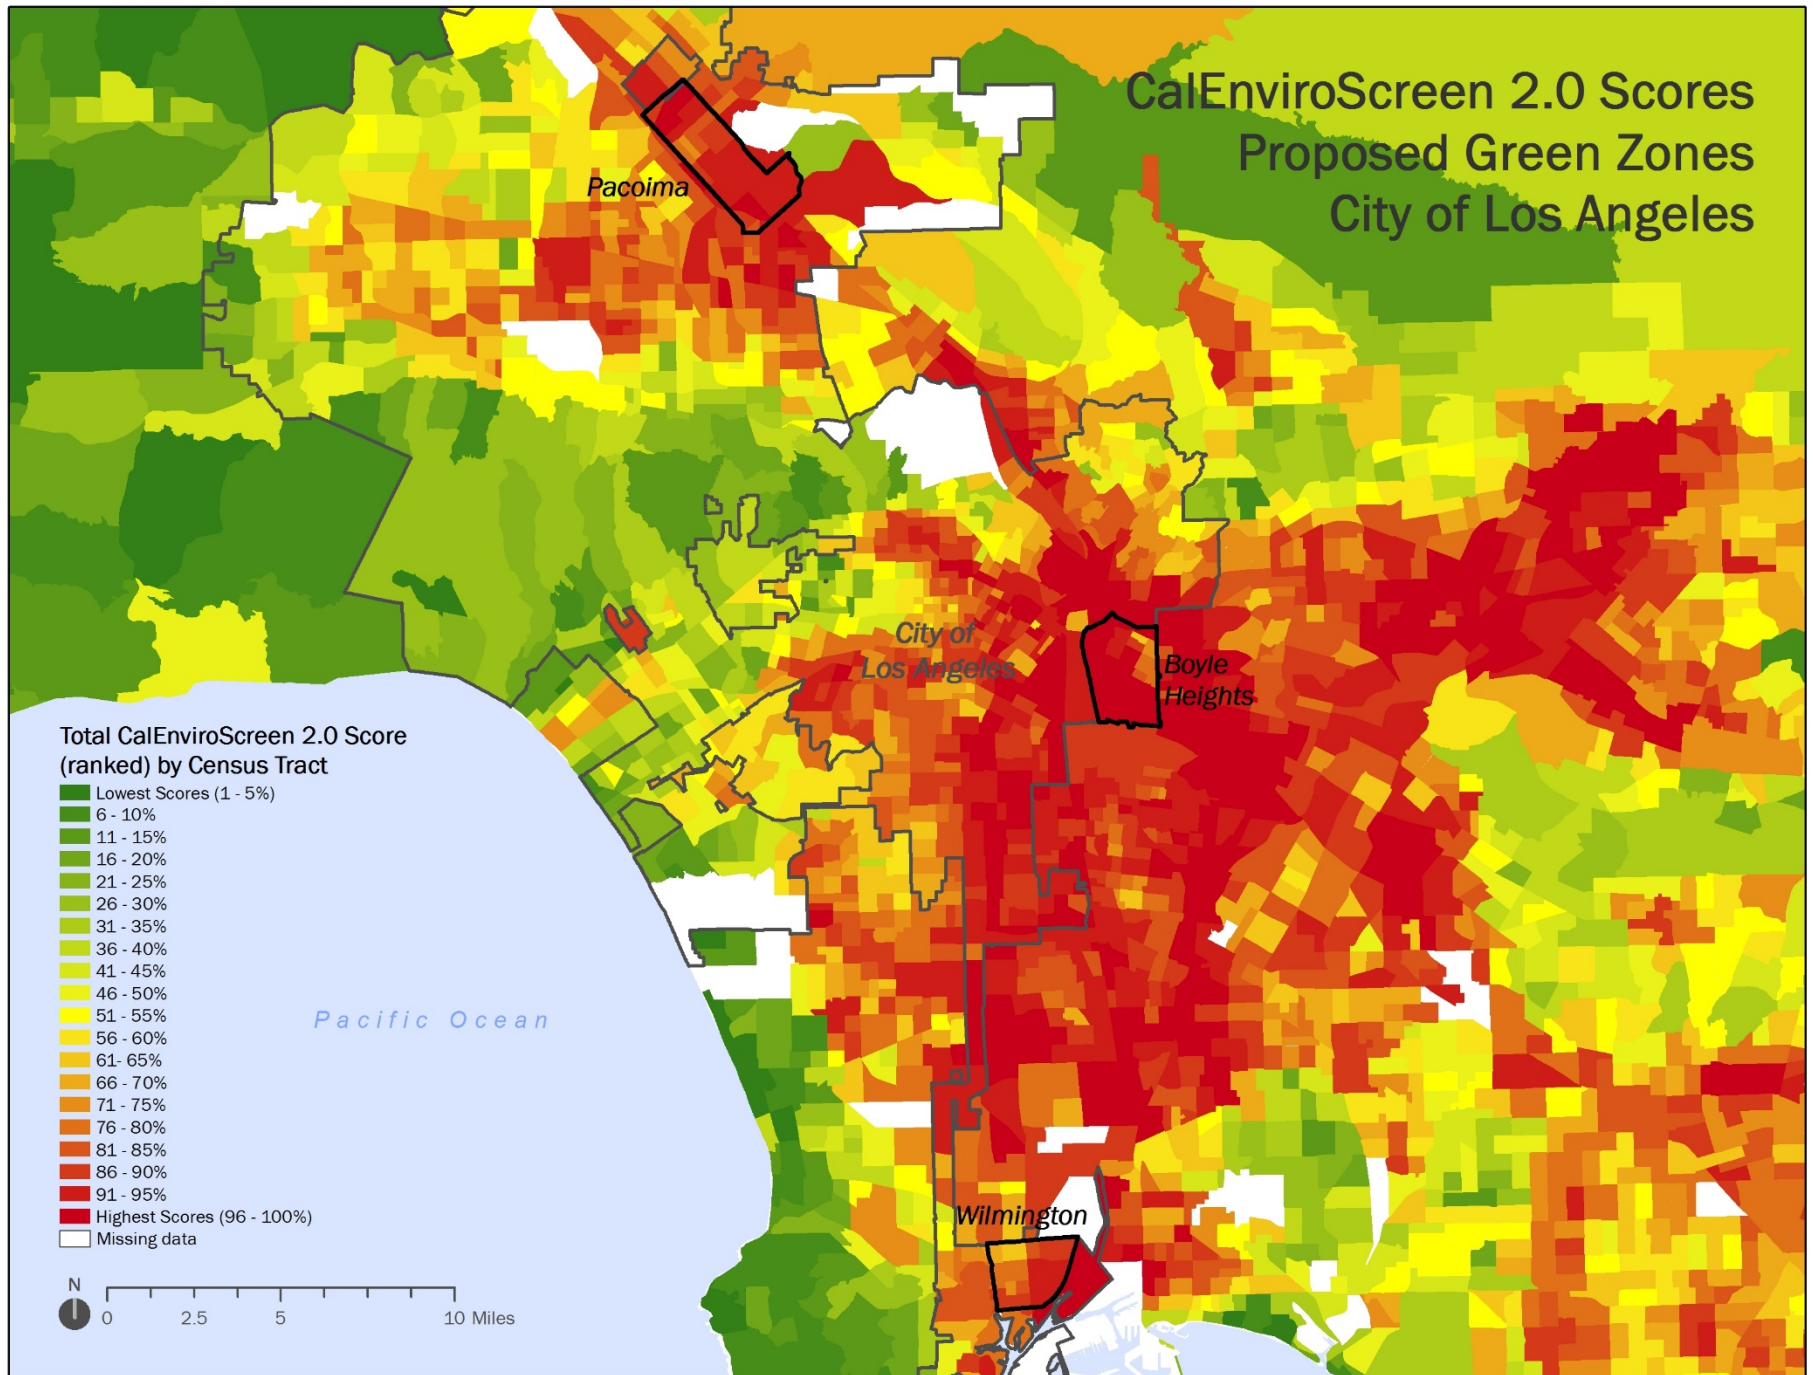 CalEnviroScreen 2.0 Scores
Proposed Green Zones
City of Los Angeles
Pacoima
City of
Los Angeles
Boyle
Heights
Total CalEnviroScreen 2.0 Score
(ranked) by Census Tract
Lowest Scores (1 - 5%)
6 - 10%
11 - 15%
16 - 20%
21 - 25%
26 - 30%
31 - 35%
36 - 40%
41 - 45%
46 - 50%
51 - 55%
56 - 60%
61- 65%
66 - 70%
71 - 75%
76 - 80%
81 - 85%
86 - 90%
91 - 95%
Highest Scores (96 - 100%)
Missing data
Pacific Ocean
Wilmington
N
0 2.5 5 10 Miles